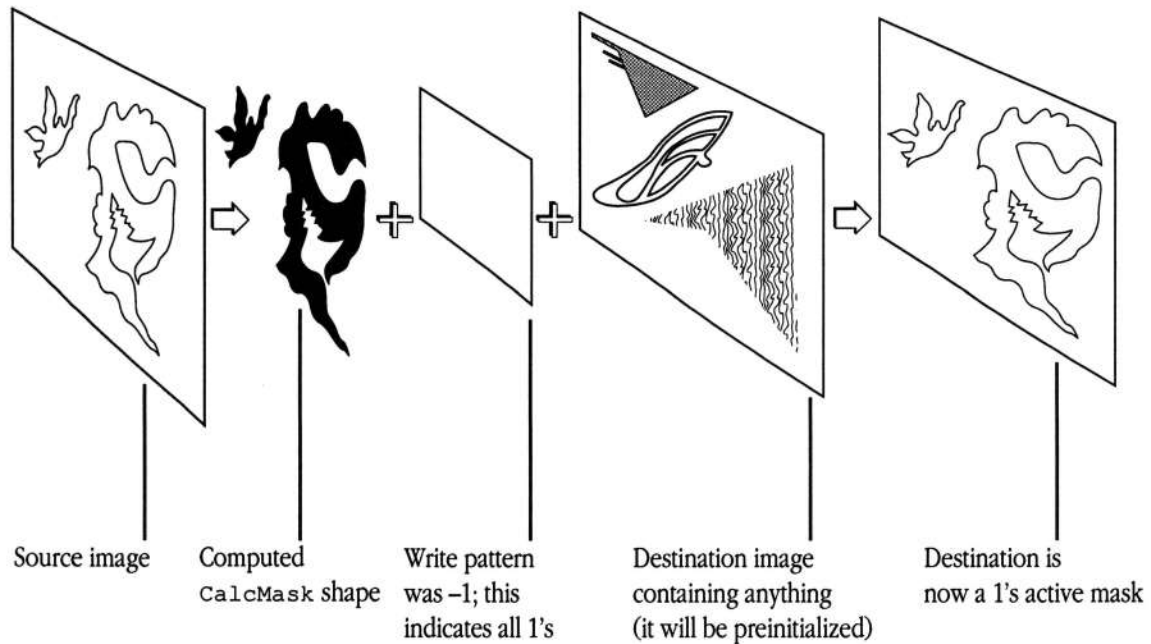 Source image
Computed
CalcMask shape
Write pattern
was –1; this
indicates all 1's
Destination image
containing anything
(it will be preinitialized)
Destination is
now a 1's active mask